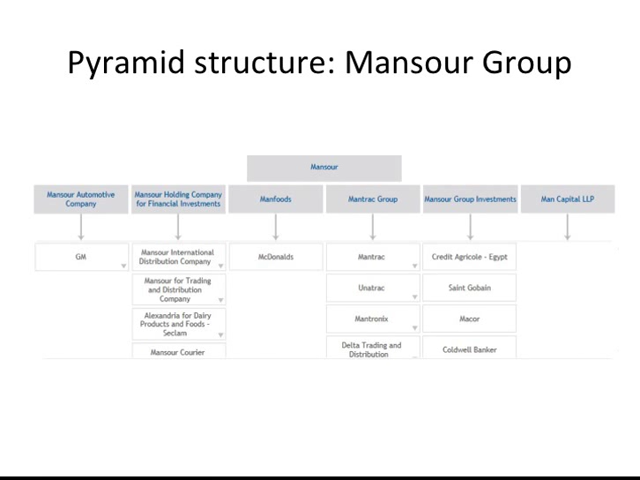 Pyramid structure: Mansour Group
Mansour
Mansour Automotive
Company
Mansour Holding Company
for Financial Investments
Manfoods
Mantrac Group
Mansour Group Investments
Man Capital LLP
GM
Mansour International
Distribution Company
McDonalds
Mantrac
Credit Agricole - Egypt
Mansour for Trading
and Distribution
Company
Unatrac
Saint Gobain
Alexandria for Dairy
Products and Foods -
Seclam
Mantronix
Macor
Mansour Courier
Delta Trading and
Distribution
Coldwell Banker